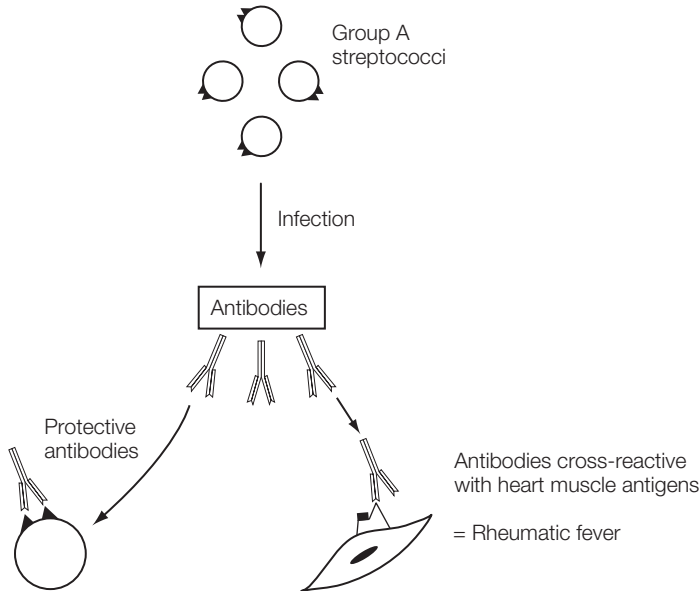 Group A
streptococci
Infection
Antibodies
Protective
antibodies
Antibodies cross-reactive
with heart muscle antigens
= Rheumatic fever